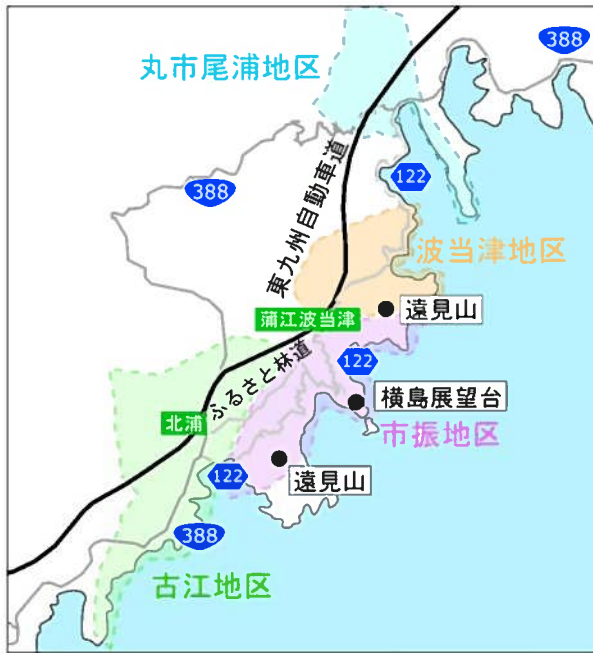 388
丸市尾浦地区
122
388
東九州自動車道
波当津地区
遠見山
蒲江波当津
122
ふるさと林道
横島展望台
北浦
市振地区
遠見山
122
388
古江地区